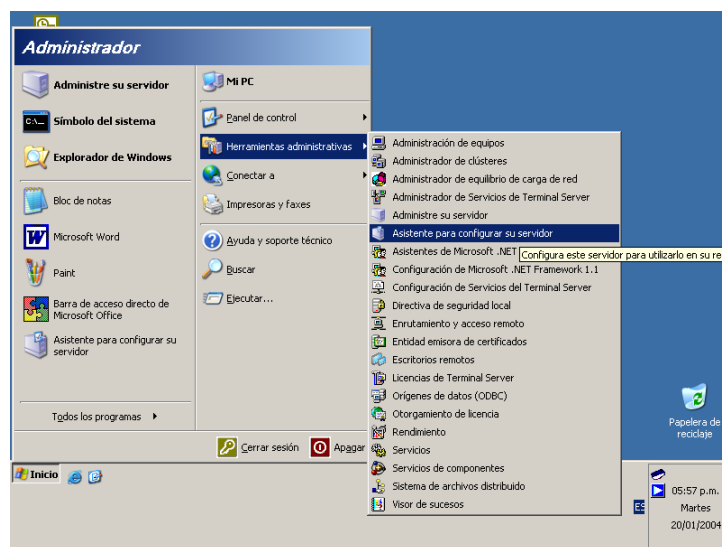 Administrador
Administre su servidor
Símbolo del sistema
Explorador de Windows
Bloc de notas
Microsoft Word
Paint
Barra de acceso directo de
Microsoft Office
Asistente para configurar su
servidor
Todos los programas
Mi PC
Panel de control
Herramientas administrativas
Conectar a
Impresoras y faxes
Ayuda y soporte técnico
Buscar
Ejecutar...
Cerrar sesión
Apagar
Administración de equipos
Administrador de clústeres
Administrador de equilibrio de carga de red
Administrador de Servicios de Terminal Server
Administre su servidor
Asistente para configurar su servidor
Asistentes de Microsoft .NET
Configura este servidor para utilizarlo en su re
Configuración de Microsoft .NET Framework 1.1
Configuración de Servicios del Terminal Server
Directiva de seguridad local
Enrutamiento y acceso remoto
Entidad emisora de certificados
Escritorios remotos
Licencias de Terminal Server
Orígenes de datos (ODBC)
Otorgamiento de licencia
Rendimiento
Servicios
Servicios de componentes
Sistema de archivos distribuido
Visor de sucesos
Papelera de
reciclaje
Inicio
ES
05:57 p.m.
Martes
20/01/2004